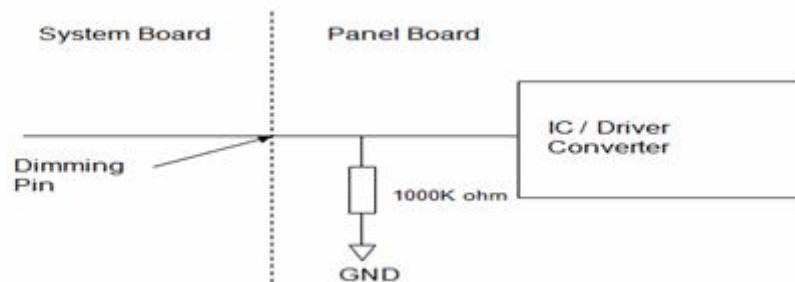 System Board
Panel Board
IC / Driver
Converter
Dimming
Pin
1000K ohm
GND